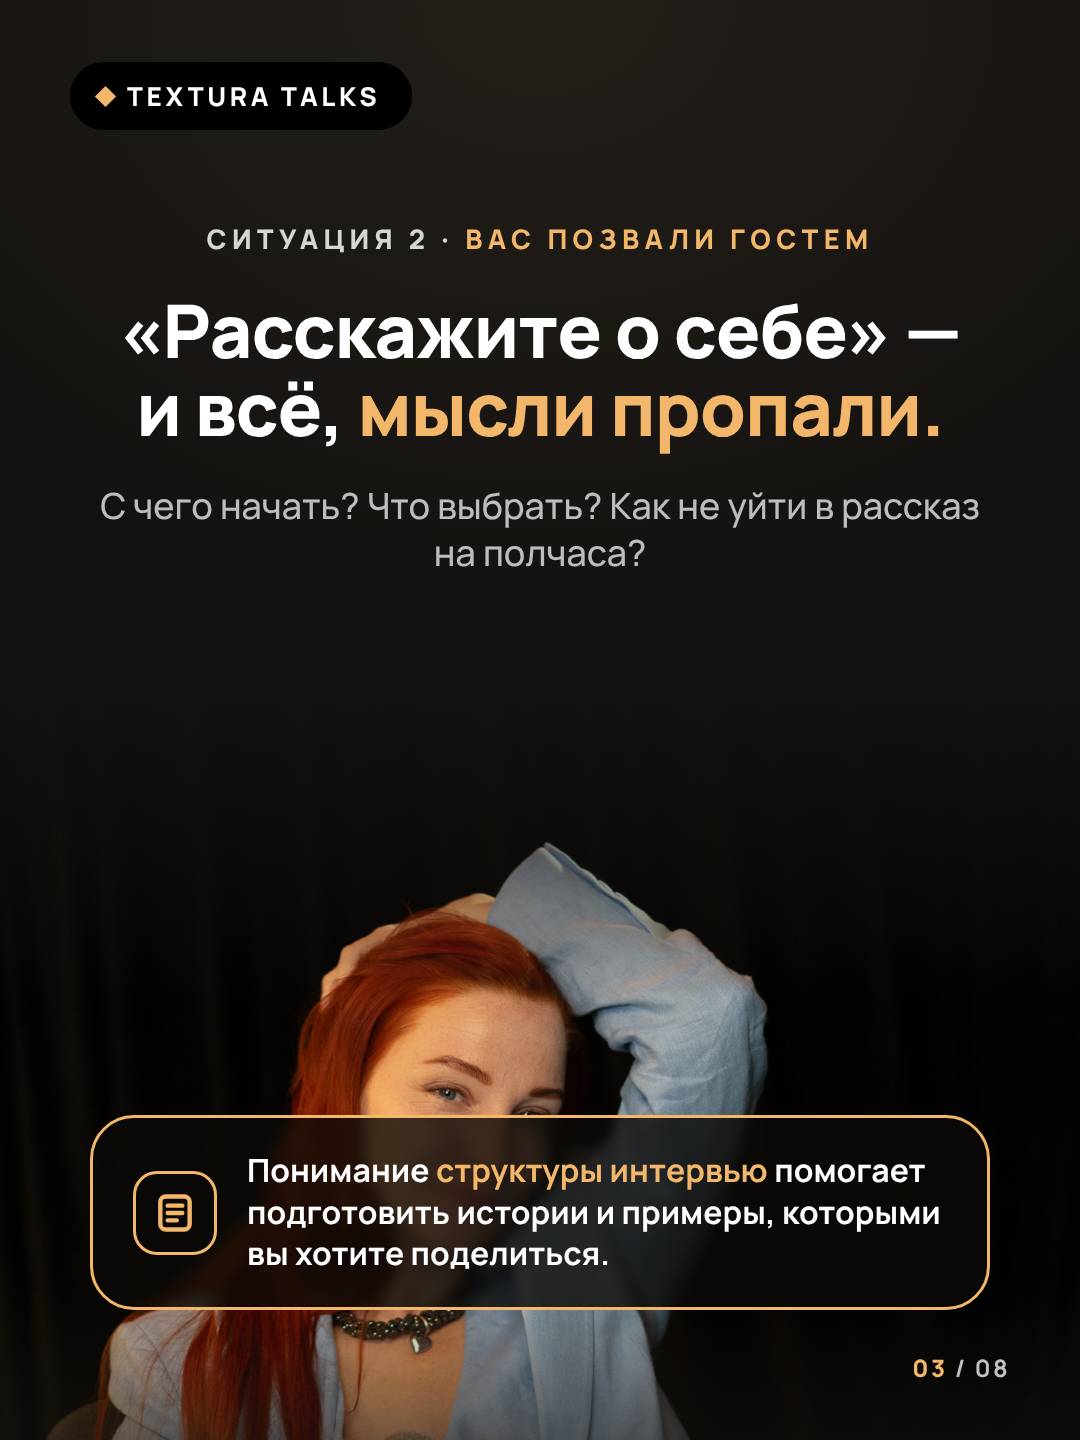 TEXTURA TALKS
СИТУАЦИЯ 2 · ВАС ПОЗВАЛИ ГОСТЕМ
«Расскажите о себе» —
и всё, мысли пропали.
С чего начать? Что выбрать? Как не уйти в рассказ
на полчаса?
Понимание структуры интервью помогает
подготовить истории и примеры, которыми
вы хотите поделиться.
03 / 08